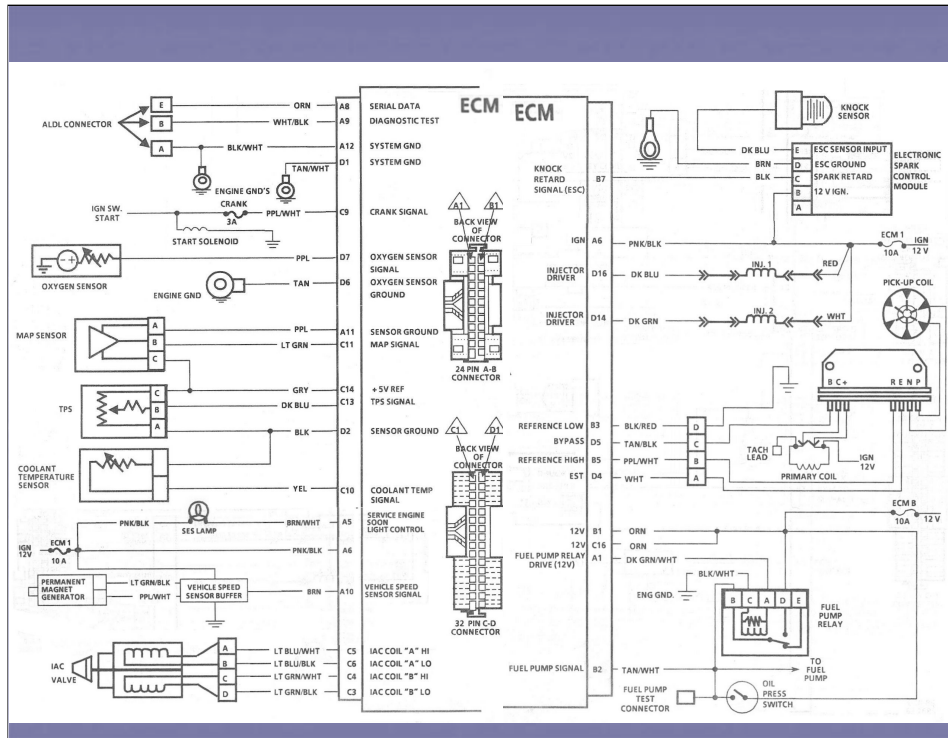 ECM
ECM
E
ORN
A8
SERIAL DATA
ALDL CONNECTOR
B
WHT/BLK
A9
DIAGNOSTIC TEST
A
BLK/WHT
A12
SYSTEM GND
TAN/WHT
D1
SYSTEM GND
ENGINE GND'S
IGN SW.
START
CRANK
3A
PPL/WHT
C9
CRANK SIGNAL
START SOLENOID
PPL
D7
OXYGEN SENSOR
SIGNAL
OXYGEN SENSOR
ENGINE GND
TAN
D6
OXYGEN SENSOR
GROUND
MAP SENSOR
A
B
C
PPL
A11
SENSOR GROUND
LT GRN
C11
MAP SIGNAL
TPS
C
B
A
GRY
C14
+ 5V REF
DK BLU
C13
TPS SIGNAL
BLK
D2
SENSOR GROUND
COOLANT
TEMPERATURE
SENSOR
YEL
C10
COOLANT TEMP
SIGNAL
SES LAMP
PNK/BLK
BRN/WHT
A5
SERVICE ENGINE
SOON
LIGHT CONTROL
IGN
12V
ECM 1
10 A
PNK/BLK
A6
PERMANENT
MAGNET
GENERATOR
LT GRN/BLK
PPL/WHT
VEHICLE SPEED
SENSOR BUFFER
BRN
A10
VEHICLE SPEED
SENSOR SIGNAL
IAC
VALVE
A
B
C
D
LT BLU/WHT
C5
IAC COIL "A" HI
LT BLU/BLK
C6
IAC COIL "A" LO
LT GRN/WHT
C4
IAC COIL "B" HI
LT GRN/BLK
C3
IAC COIL "B" LO
A1
B1
BACK VIEW
OF
CONNECTOR
24 PIN A-B
CONNECTOR
C1
D1
BACK VIEW
OF
CONNECTOR
32 PIN C-D
CONNECTOR
KNOCK
SENSOR
DK BLU
E
ESC SENSOR INPUT
BRN
D
ESC GROUND
BLK
C
SPARK RETARD
B
12 V IGN.
A
ELECTRONIC
SPARK
CONTROL
MODULE
KNOCK
RETARD
SIGNAL (ESC)
B7
IGN
A6
PNK/BLK
ECM 1
10A
IGN
12 V
INJECTOR
DRIVER
D16
DK BLU
INJ. 1
RED
INJECTOR
DRIVER
D14
DK GRN
INJ. 2
WHT
PICK-UP COIL
B C+
R E N P
REFERENCE LOW
B3
BLK/RED
D
BYPASS
D5
TAN/BLK
C
REFERENCE HIGH
B5
PPL/WHT
B
EST
D4
WHT
A
TACH
LEAD
PRIMARY COIL
IGN
12V
ECM B
10A
12 V
12V
B1
ORN
12V
C16
ORN
FUEL PUMP RELAY
DRIVE (12V)
A1
DK GRN/WHT
BLK/WHT
ENG GND.
B C A D E
FUEL
PUMP
RELAY
FUEL PUMP SIGNAL
B2
TAN/WHT
TO
FUEL
PUMP
FUEL PUMP
TEST
CONNECTOR
OIL
PRESS
SWITCH